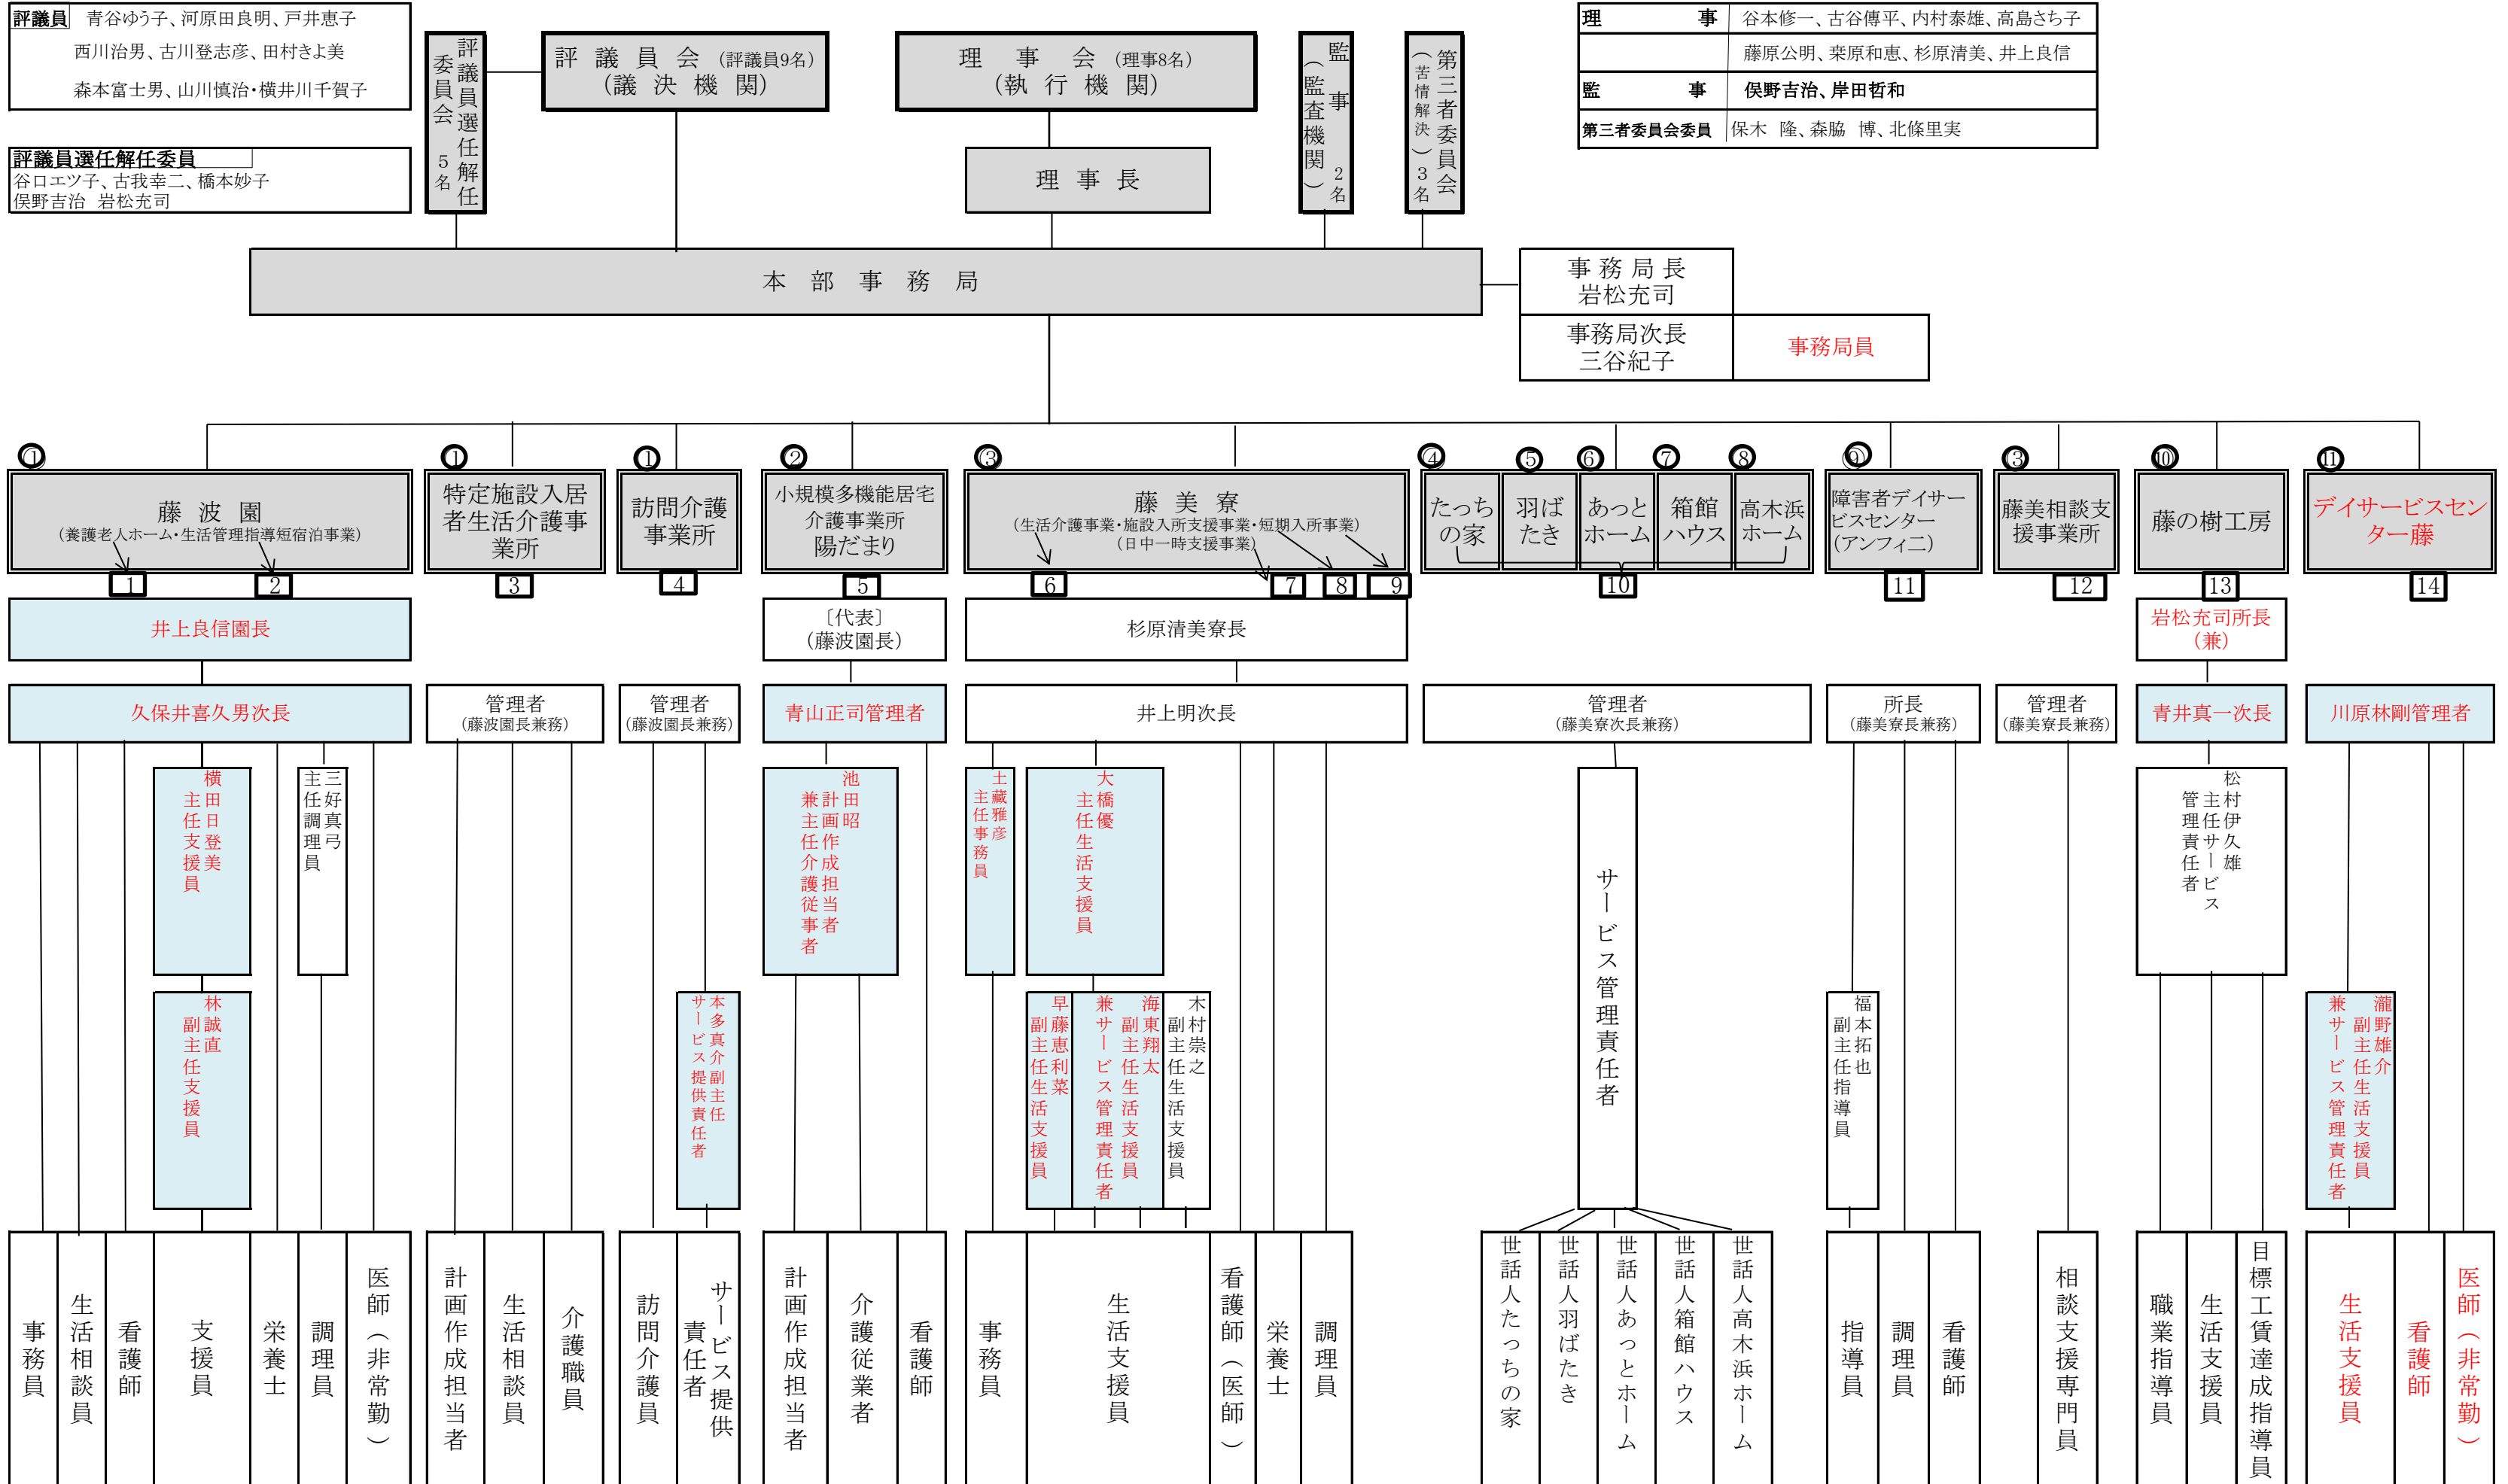 評議員 青谷ゆう子、河原田良明、戸井恵子
西川治男、古川登志彦、田村きよ美
森本富士男、山川慎治・横井川千賀子
評議員選任解任委員
谷口エツ子、古我幸二、橋本妙子
俣野吉治 岩松充司
評議員選任解任
委員会 5名
評議員会(評議員9名)
(議決機関)
理事会(理事8名)
(執行機関)
理事長
監事 2名
(監査機関)
第三者委員会
(苦情解決)3名
理事 谷本修一、古谷傳平、内村泰雄、高島さち子
藤原公明、栗原和恵、杉原清美、井上良信
監事 俣野吉治、岸田哲和
第三者委員会委員 保木 隆、森脇 博、北條里実
本部事務局
事務局長
岩松充司
事務局次長
三谷紀子
事務局員
①
藤波園
(養護老人ホーム・生活管理指導短宿泊事業)
1
2
井上良信園長
久保井喜久男次長
横田日登美
主任支援員
三好真弓
主任調理員
林誠直
副主任支援員
事務員
生活相談員
看護師
支援員
栄養士
調理員
医師(非常勤)
①
特定施設入居
者生活介護事
業所
3
管理者
(藤波園長兼務)
計画作成担当者
生活相談員
介護職員
①
訪問介護
事業所
4
管理者
(藤波園長兼務)
本多真介副主任
サービス提供責任者
訪問介護員
サービス提供
責任者
②
小規模多機能居宅
介護事業所
陽だまり
5
〔代表〕
(藤波園長)
青山正司管理者
池田昭
計画作成担当者
兼主任介護従事者
計画作成担当者
介護従業者
看護師
③
藤美寮
(生活介護事業・施設入所支援事業・短期入所事業)
(日中一時支援事業)
6
7
8
9
杉原清美寮長
井上明次長
土藏雅彦
主任事務員
大橋優
主任生活支援員
早藤恵利菜
副主任生活支援員
海東翔太
副主任生活支援員
兼サービス管理責任者
木村崇之
副主任生活支援員
事務員
生活支援員
看護師(医師)
栄養士
調理員
④
たっち
の家
⑤
羽ば
たき
⑥
あっと
ホーム
⑦
箱館
ハウス
⑧
高木浜
ホーム
10
管理者
(藤美寮次長兼務)
サービス管理責任者
世話人たっちの家
世話人羽ばたき
世話人あっとホーム
世話人箱館ハウス
世話人高木浜ホーム
⑨
障害者デイサー
ビスセンター
(アンフィニ)
11
所長
(藤美寮長兼務)
福本拓也
副主任指導員
指導員
調理員
看護師
③
藤美相談支
援事業所
12
管理者
(藤美寮長兼務)
相談支援専門員
⑩
藤の樹工房
13
岩松充司所長
(兼)
青井真一次長
松村伊久雄
主任サービス
管理責任者
職業指導員
生活支援員
目標工賃達成指導員
⑪
デイサービスセン
ター藤
14
川原林剛管理者
瀧野雄介
副主任生活支援員
兼サービス管理責任者
生活支援員
看護師
医師(非常勤)